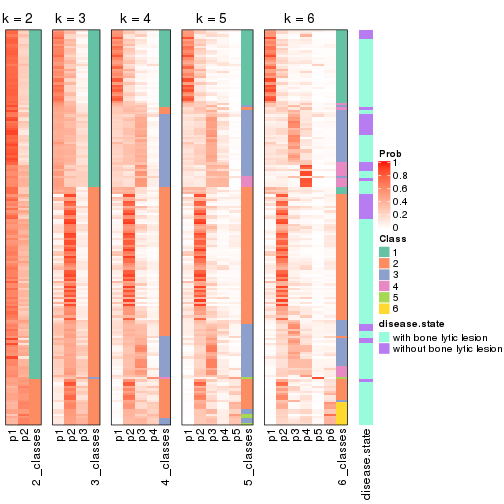 k = 2
k = 3
k = 4
k = 5
k = 6
Prob
1
0.8
0.6
0.4
0.2
0
Class
1
2
3
4
5
6
disease.state
with bone lytic lesion
without bone lytic lesion
p1
p2
2_classes
p1
p2
p3
3_classes
p1
p2
p3
p4
4_classes
p1
p2
p3
p4
p5
5_classes
p1
p2
p3
p4
p5
p6
6_classes
disease.state